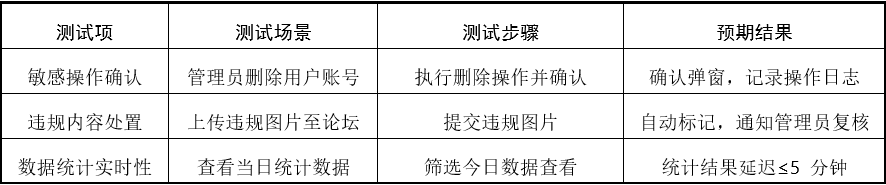 测试项 测试场景 测试步骤 预期结果
敏感操作确认 管理员删除用户账号 执行删除操作并确认 确认弹窗，记录操作日志
违规内容处置 上传违规图片至论坛 提交违规图片 自动标记，通知管理员复核
数据统计实时性 查看当日统计数据 筛选今日数据查看 统计结果延迟≤5 分钟